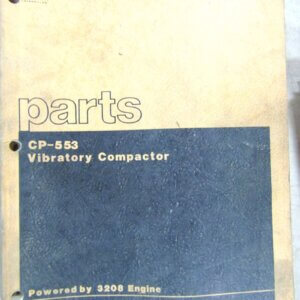 parts
CP-553
Vibratory Compactor
Powered by 3208 Engine